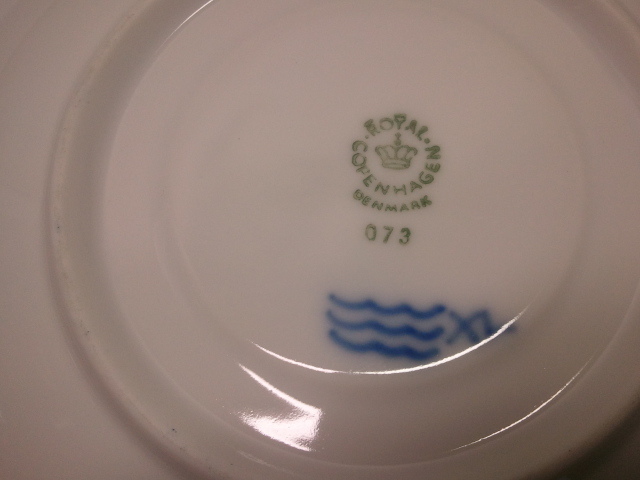 ROYAL
COPENHAGEN
DENMARK
073